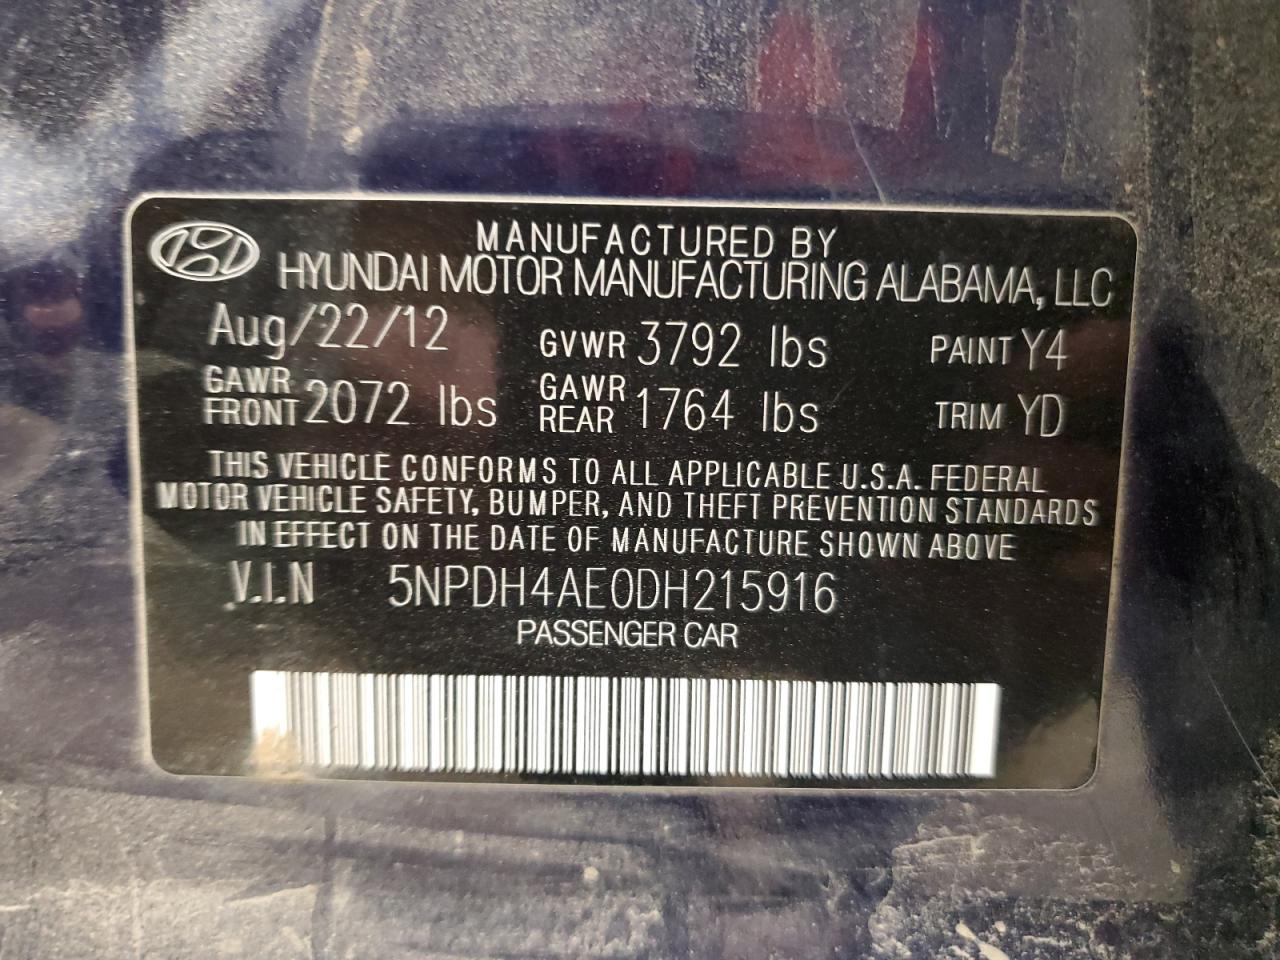 MANUFACTURED BY
HYUNDAI MOTOR MANUFACTURING ALABAMA, LLC
Aug/22/12 GVWR 3792 lbs PAINT Y4
GAWR FRONT 2072 lbs GAWR REAR 1764 lbs TRIM YD
THIS VEHICLE CONFORMS TO ALL APPLICABLE U.S.A. FEDERAL
MOTOR VEHICLE SAFETY, BUMPER, AND THEFT PREVENTION STANDARDS
IN EFFECT ON THE DATE OF MANUFACTURE SHOWN ABOVE
V.I.N 5NPDH4AE0DH215916
PASSENGER CAR